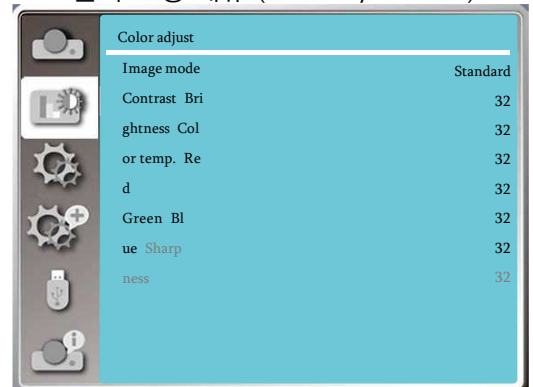 Color adjust
Image mode Standard
Contrast Bri 32
ghtness Col 32
or temp. Re 32
d 32
Green Bl 32
ue Sharp 32
ness 32